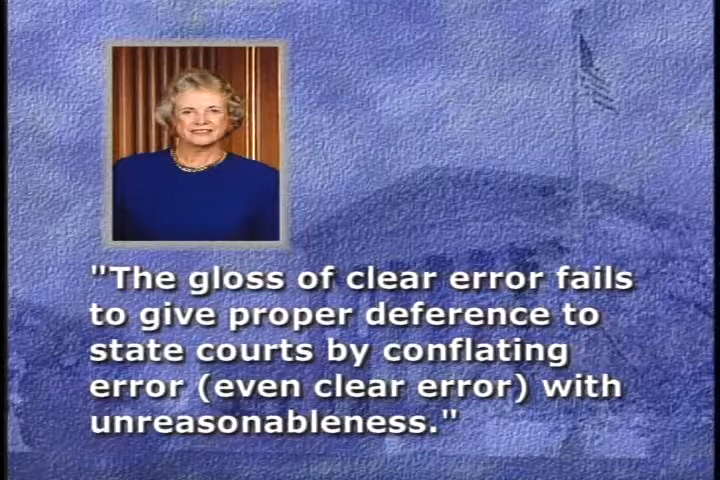 "The gloss of clear error fails
to give proper deference to
state courts by conflating
error (even clear error) with
unreasonableness."